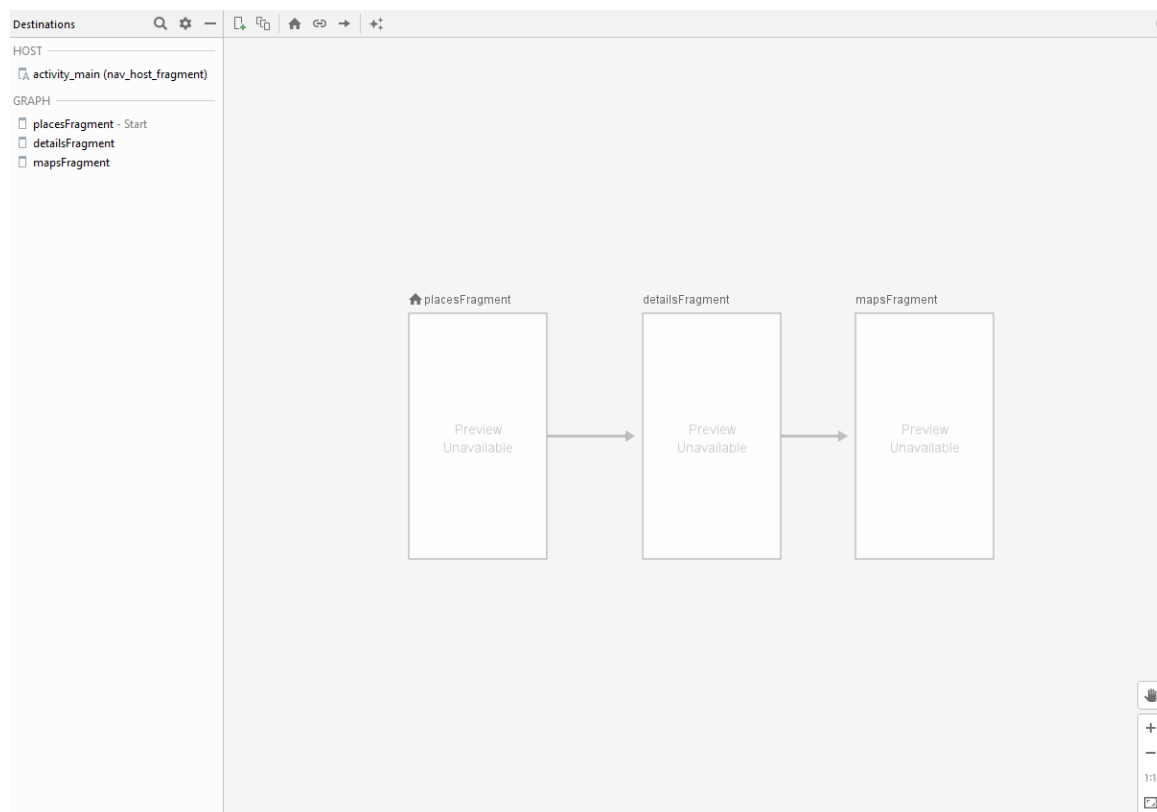 Destinations
HOST
activity_main (nav_host_fragment)
GRAPH
placesFragment - Start
detailsFragment
mapsFragment
placesFragment
detailsFragment
mapsFragment
Preview
Unavailable
Preview
Unavailable
Preview
Unavailable
1:1